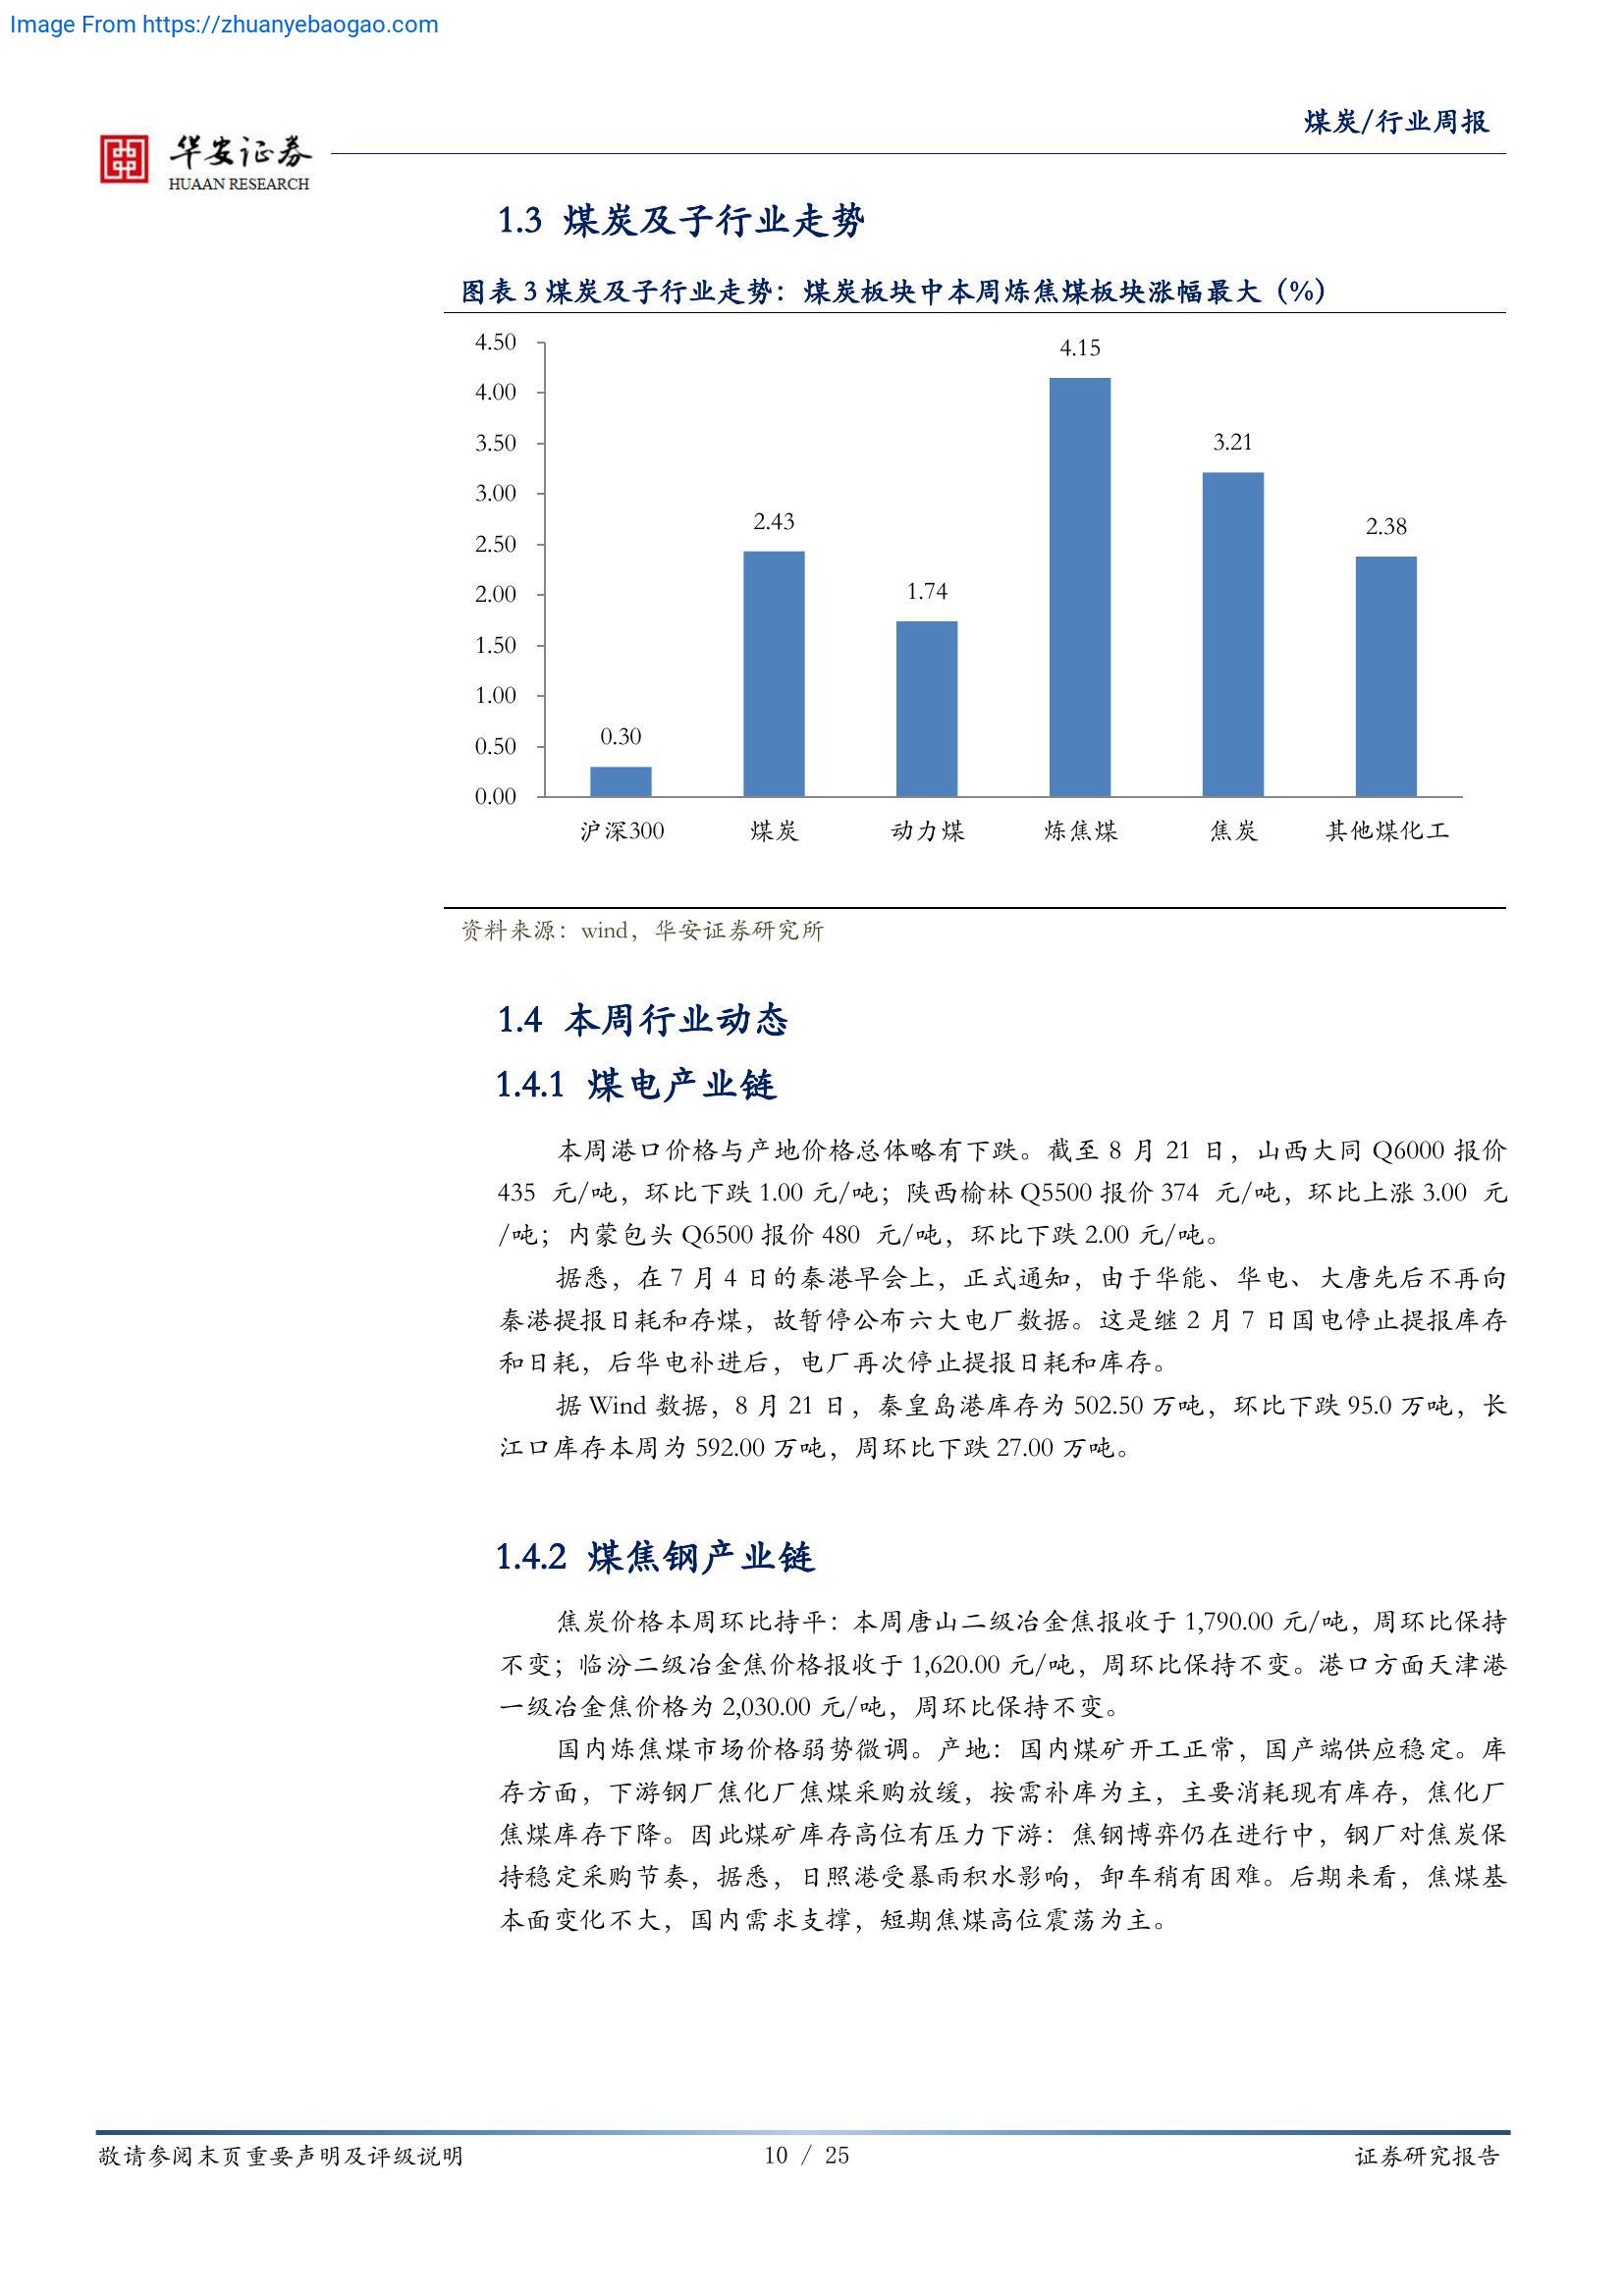 Image From https://zhuanyebaogao.com
煤炭/行业周报
华安证券
HUAAN RESEARCH
1.3 煤炭及子行业走势
图表 3 煤炭及子行业走势：煤炭板块中本周炼焦煤板块涨幅最大（%）
4.50
4.00
3.50
3.00
2.50
2.00
1.50
1.00
0.50
0.00
0.30
2.43
1.74
4.15
3.21
2.38
沪深300 煤炭 动力煤 炼焦煤 焦炭 其他煤化工
资料来源：wind，华安证券研究所
1.4 本周行业动态
1.4.1 煤电产业链
本周港口价格与产地价格总体略有下跌。截至 8 月 21 日，山西大同 Q6000 报价
435 元/吨，环比下跌 1.00 元/吨；陕西榆林 Q5500 报价 374 元/吨，环比上涨 3.00 元
/吨；内蒙包头 Q6500 报价 480 元/吨，环比下跌 2.00 元/吨。
据悉，在 7 月 4 日的秦港早会上，正式通知，由于华能、华电、大唐先后不再向
秦港提报日耗和存煤，故暂停公布六大电厂数据。这是继 2 月 7 日国电停止提报库存
和日耗，后华电补进后，电厂再次停止提报日耗和库存。
据 Wind 数据，8 月 21 日，秦皇岛港库存为 502.50 万吨，环比下跌 95.0 万吨，长
江口库存本周为 592.00 万吨，周环比下跌 27.00 万吨。
1.4.2 煤焦钢产业链
焦炭价格本周环比持平：本周唐山二级冶金焦报收于 1,790.00 元/吨，周环比保持
不变；临汾二级冶金焦价格报收于 1,620.00 元/吨，周环比保持不变。港口方面天津港
一级冶金焦价格为 2,030.00 元/吨，周环比保持不变。
国内炼焦煤市场价格弱势微调。产地：国内煤矿开工正常，国产端供应稳定。库
存方面，下游钢厂焦化厂焦煤采购放缓，按需补库为主，主要消耗现有库存，焦化厂
焦煤库存下降。因此煤矿库存高位有压力下游：焦钢博弈仍在进行中，钢厂对焦炭保
持稳定采购节奏，据悉，日照港受暴雨积水影响，卸车稍有困难。后期来看，焦煤基
本面变化不大，国内需求支撑，短期焦煤高位震荡为主。
敬请参阅末页重要声明及评级说明
10 / 25
证券研究报告